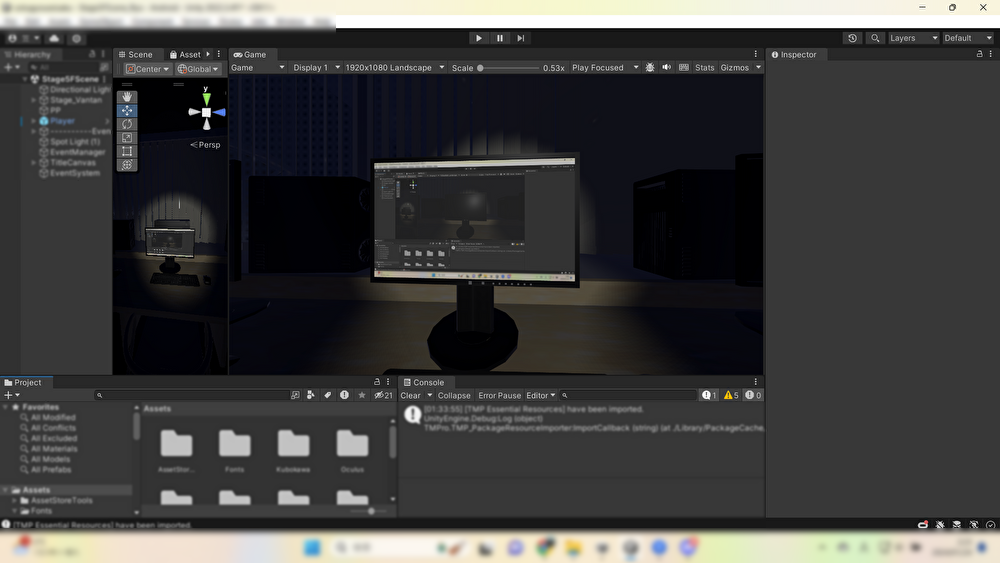 Hierarchy
Scene
Asset
Center
Global
y
Persp
Stage5FScene
Directional Ligh
Stage_Vantan
PP
Player
Spot Light (1)
EventManager
TitleCanvas
EventSystem
Game
Game
Display 1
1920x1080 Landscape
Scale
0.53x
Play Focused
Stats
Gizmos
Layers
Default
Inspector
Project
21
Favorites
All Modified
All Conflicts
All Excluded
All Materials
All Models
All Prefabs
Assets
AssetStoreTools
Fonts
Assets
AssetStor...
Fonts
Kubokawa
Oculus
Console
Clear
Collapse
Error Pause
Editor
1
5
0
[01:33:55] [TMP Essential Resources] have been imported.
UnityEngine.Debug:Log (object)
TMPro.TMP_PackageResourceImporter:ImportCallback (string) (at ./Library/PackageCache
[TMP Essential Resources] have been imported.